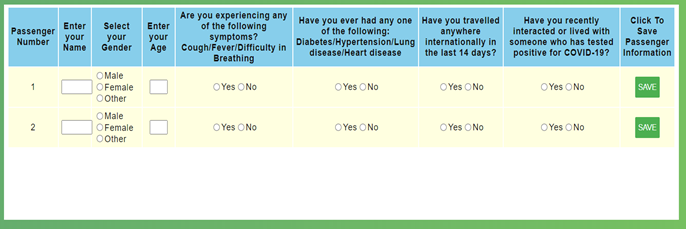 Passenger Number
Enter your Name
Select your Gender
Enter your Age
Are you experiencing any of the following symptoms? Cough/Fever/Difficulty in Breathing
Have you ever had any one of the following: Diabetes/Hypertension/Lung disease/Heart disease
Have you travelled anywhere internationally in the last 14 days?
Have you recently interacted or lived with someone who has tested positive for COVID-19?
Click To Save Passenger Information
1
Male
Female
Other
Yes No
Yes No
Yes No
Yes No
SAVE
2
Male
Female
Other
Yes No
Yes No
Yes No
Yes No
SAVE